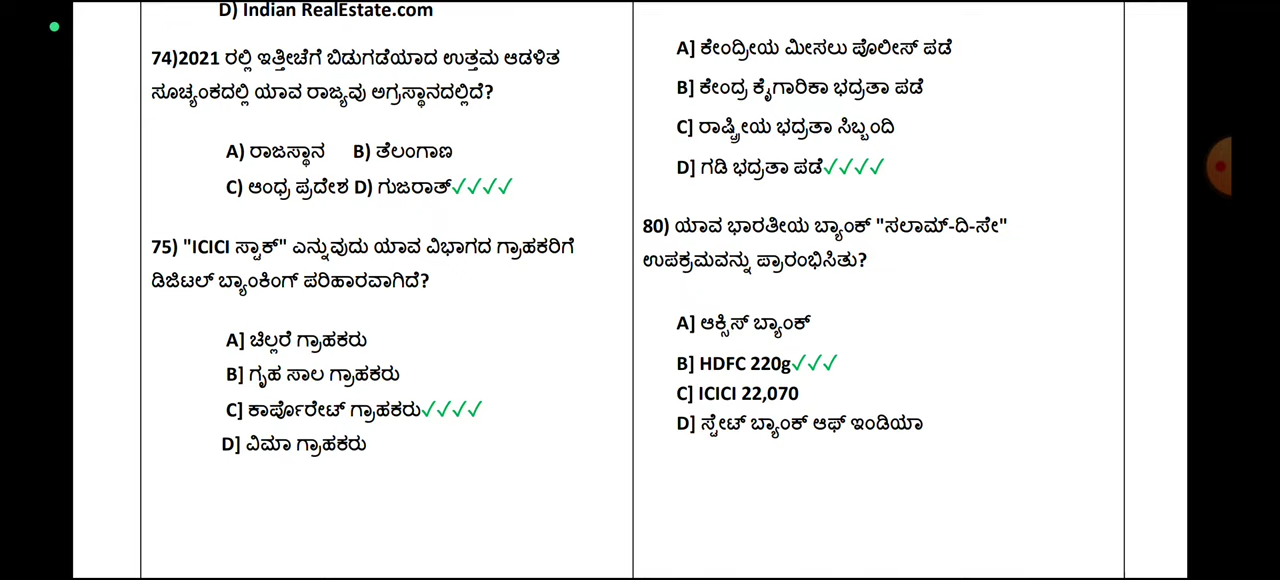 D) Indian RealEstate.com
74)2021 ರಲ್ಲಿ ಇತ್ತೀಚೆಗೆ ಬಿಡುಗಡೆಯಾದ ಉತ್ತಮ ಆಡಳಿತ
ಸೂಚ್ಯಂಕದಲ್ಲಿ ಯಾವ ರಾಜ್ಯವು ಅಗ್ರಸ್ಥಾನದಲ್ಲಿದೆ?
A) ರಾಜಸ್ಥಾನ B) ತೆಲಂಗಾಣ
C) ಆಂಧ್ರ ಪ್ರದೇಶ D) ಗುಜರಾತ್✓✓✓✓
75) "ICICI ಸ್ಟಾಕ್" ಎನ್ನುವುದು ಯಾವ ವಿಭಾಗದ ಗ್ರಾಹಕರಿಗೆ
ಡಿಜಿಟಲ್ ಬ್ಯಾಂಕಿಂಗ್ ಪರಿಹಾರವಾಗಿದೆ?
A] ಚಿಲ್ಲರೆ ಗ್ರಾಹಕರು
B] ಗೃಹ ಸಾಲ ಗ್ರಾಹಕರು
C] ಕಾರ್ಪೊರೇಟ್ ಗ್ರಾಹಕರು✓✓✓✓
D] ವಿಮಾ ಗ್ರಾಹಕರು
A] ಕೇಂದ್ರೀಯ ಮೀಸಲು ಪೊಲೀಸ್ ಪಡೆ
B] ಕೇಂದ್ರ ಕೈಗಾರಿಕಾ ಭದ್ರತಾ ಪಡೆ
C] ರಾಷ್ಟ್ರೀಯ ಭದ್ರತಾ ಸಿಬ್ಬಂದಿ
D] ಗಡಿ ಭದ್ರತಾ ಪಡೆ✓✓✓✓
80) ಯಾವ ಭಾರತೀಯ ಬ್ಯಾಂಕ್ "ಸಲಾಮ್-ದಿ-ಸೇ"
ಉಪಕ್ರಮವನ್ನು ಪ್ರಾರಂಭಿಸಿತು?
A] ಆಕ್ಸಿಸ್ ಬ್ಯಾಂಕ್
B] HDFC 220g✓✓✓
C] ICICI 22,070
D] ಸ್ಟೇಟ್ ಬ್ಯಾಂಕ್ ಆಫ್ ಇಂಡಿಯಾ